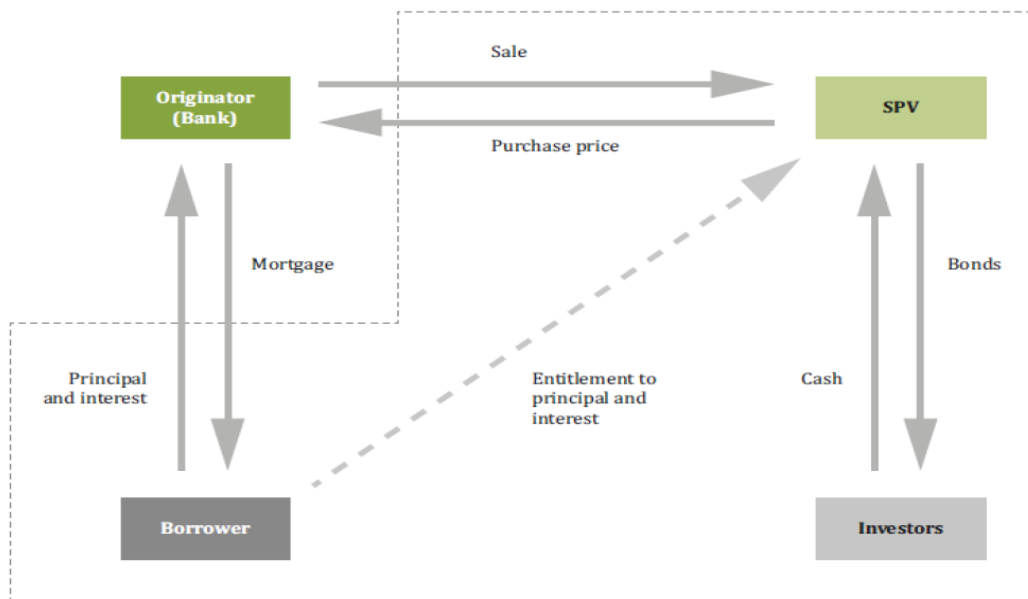 Sale
Originator
(Bank)
SPV
Purchase price
Mortgage
Bonds
Principal
and interest
Entitlement to
principal and
interest
Cash
Borrower
Investors